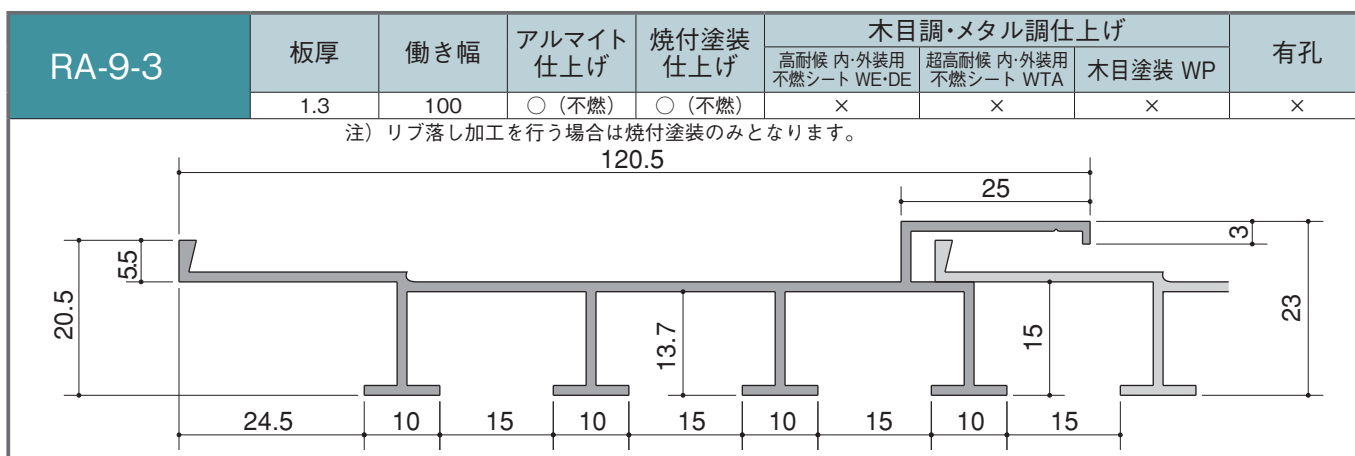 RA-9-3
板厚
働き幅
アルマイト
仕上げ
焼付塗装
仕上げ
木目調・メタル調仕上げ
高耐候 内・外装用
不燃シート WE・DE
超高耐候 内・外装用
不燃シート WTA
木目塗装 WP
有孔
1.3
100
○（不燃）
○（不燃）
×
×
×
×
注）リブ落し加工を行う場合は焼付塗装のみとなります。
120.5
25
3
5.5
20.5
13.7
15
23
24.5
10
15
10
15
10
15
10
15